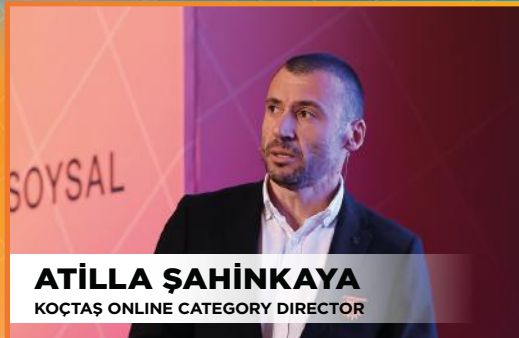 SOYSAL
ATİLLA ŞAHİNKAYA
KOÇTAŞ ONLINE CATEGORY DIRECTOR